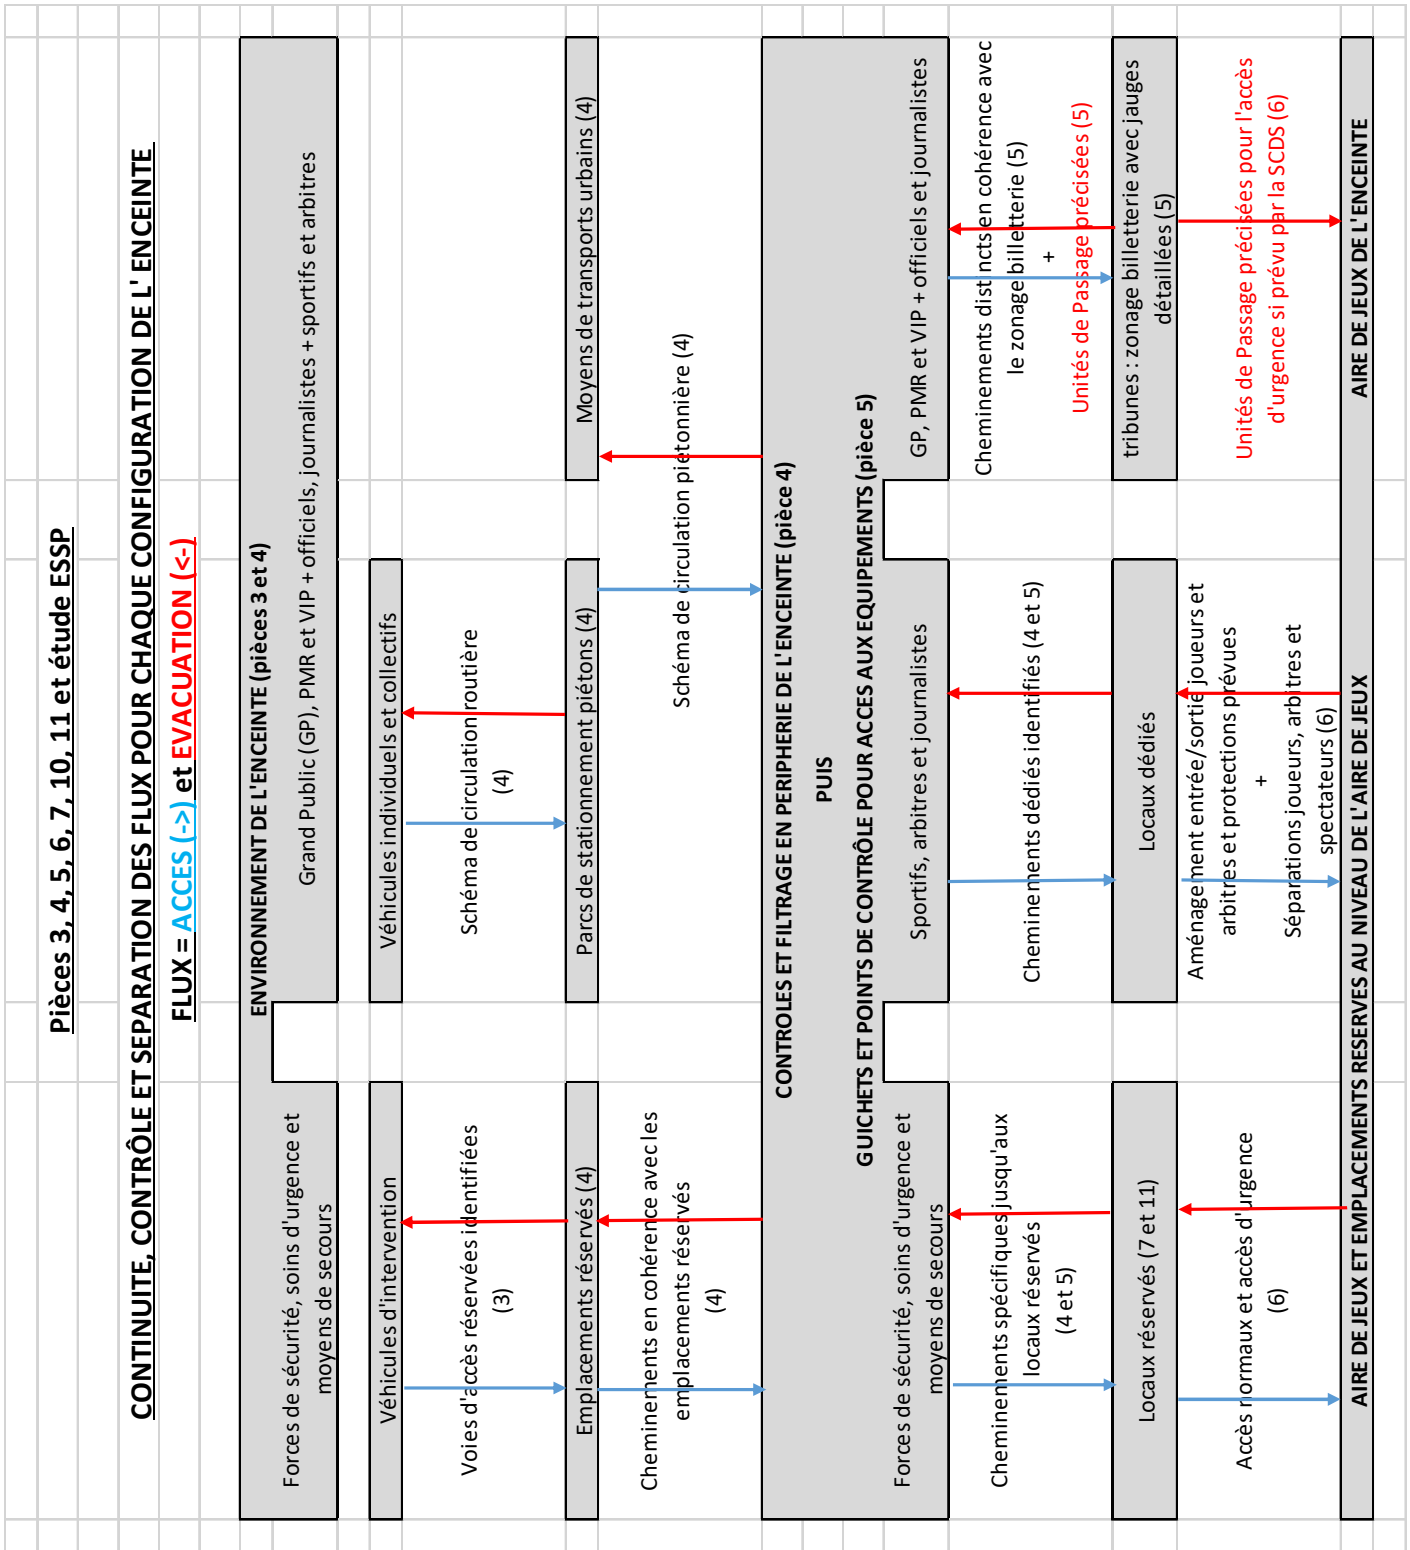 Pièces 3, 4, 5, 6, 7, 10, 11 et étude ESSP
CONTINUITE, CONTRÔLE ET SEPARATION DES FLUX POUR CHAQUE CONFIGURATION DE L' ENCEINTE
FLUX = ACCES (->) et EVACUATION (<-)
ENVIRONNEMENT DE L'ENCEINTE (pièces 3 et 4)
Forces de sécurité, soins d'urgence et
moyens de secours
Grand Public (GP), PMR et VIP + officiels, journalistes + sportifs et arbitres
Véhicules d'intervention
Véhicules individuels et collectifs
Voies d'accès réservées identifiées
(3)
Schéma de circulation routière
(4)
Emplacements réservés (4)
Parcs de stationnement piétons (4)
Moyens de transports urbains (4)
Cheminements en cohérence avec les
emplacements réservés
(4)
Schéma de circulation piétonnière (4)
CONTROLES ET FILTRAGE EN PERIPHERIE DE L'ENCEINTE (pièce 4)
PUIS
GUICHETS ET POINTS DE CONTRÔLE POUR ACCES AUX EQUIPEMENTS (pièce 5)
Forces de sécurité, soins d'urgence et
moyens de secours
Sportifs, arbitres et journalistes
GP, PMR et VIP + officiels et journalistes
Cheminements spécifiques jusqu'aux
locaux réservés
(4 et 5)
Cheminements dédiés identifiés (4 et 5)
Cheminements distincts en cohérence avec
le zonage billetterie (5)
+
Unités de Passage précisées (5)
Locaux réservés (7 et 11)
Locaux dédiés
tribunes : zonage billetterie avec jauges
détaillées (5)
Accès normaux et accès d'urgence
(6)
Aménagement entrée/sortie joueurs et
arbitres et protections prévues
+
Séparations joueurs, arbitres et
spectateurs (6)
Unités de Passage précisées pour l'accès
d'urgence si prévu par la SCDS (6)
AIRE DE JEUX ET EMPLACEMENTS RESERVES AU NIVEAU DE L'AIRE DE JEUX
AIRE DE JEUX DE L'ENCEINTE